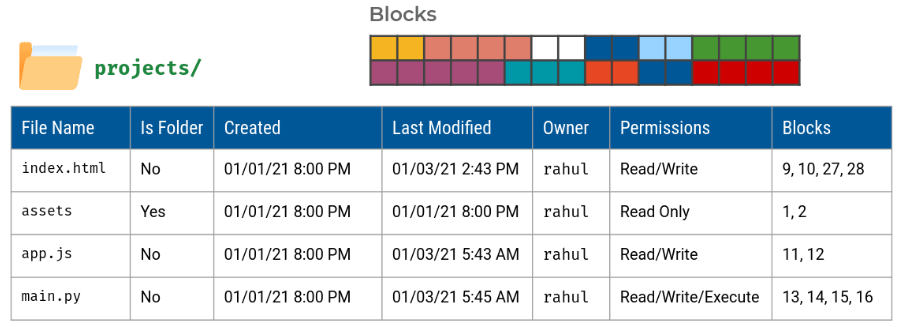 Blocks
projects/
File Name Is Folder Created Last Modified Owner Permissions Blocks
index.html No 01/01/21 8:00 PM 01/03/21 2:43 PM rahul Read/Write 9, 10, 27, 28
assets Yes 01/01/21 8:00 PM 01/01/21 8:00 PM rahul Read Only 1, 2
app.js No 01/01/21 8:00 PM 01/03/21 5:43 AM rahul Read/Write 11, 12
main.py No 01/01/21 8:00 PM 01/03/21 5:45 AM rahul Read/Write/Execute 13, 14, 15, 16